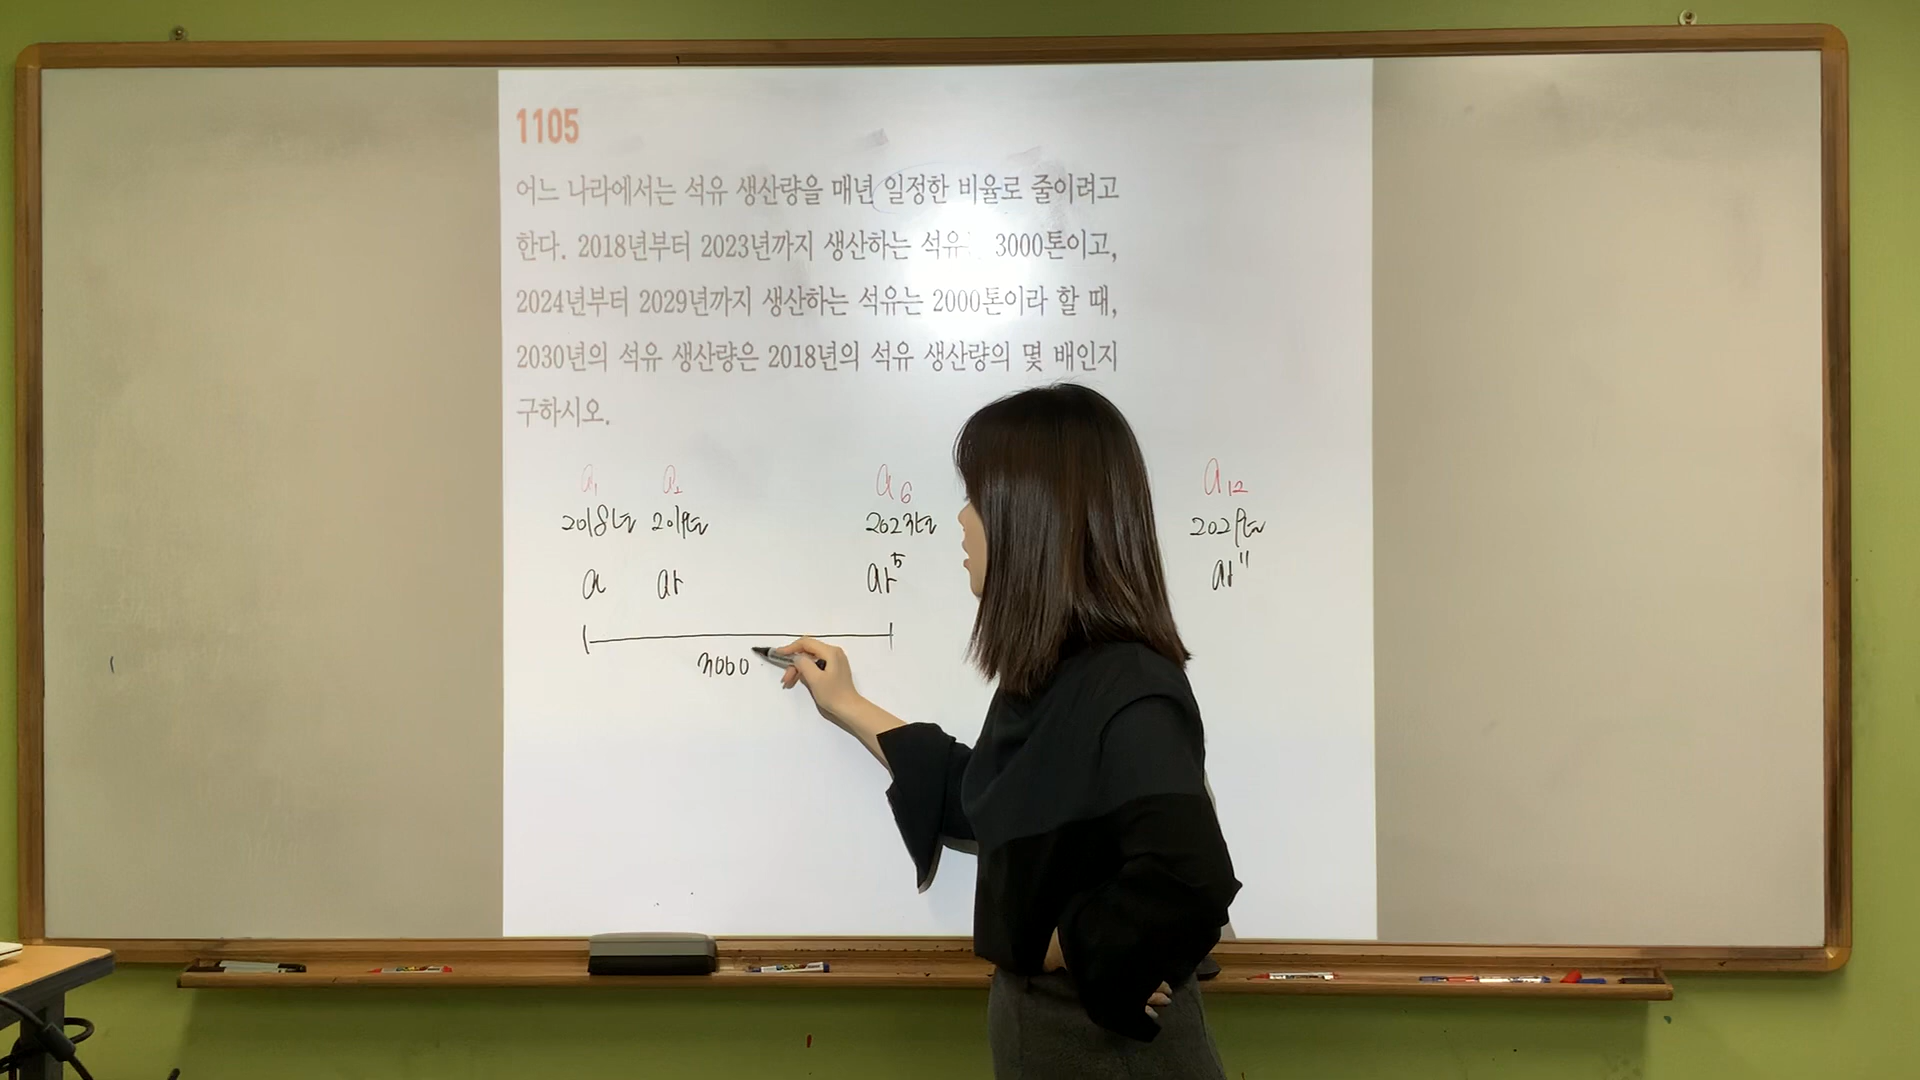 1105
어느 나라에서는 석유 생산량을 매년 일정한 비율로 줄이려고
한다. 2018년부터 2023년까지 생산하는 석유 3000톤이고,
2024년부터 2029년까지 생산하는 석유는 2000톤이라 할 때,
2030년의 석유 생산량은 2018년의 석유 생산량의 몇 배인지
구하시오.
a₁ a₂ a₆ a₁₂
2018년 2019년 2023년 2029년
a ar ar⁵ ar¹¹
3000